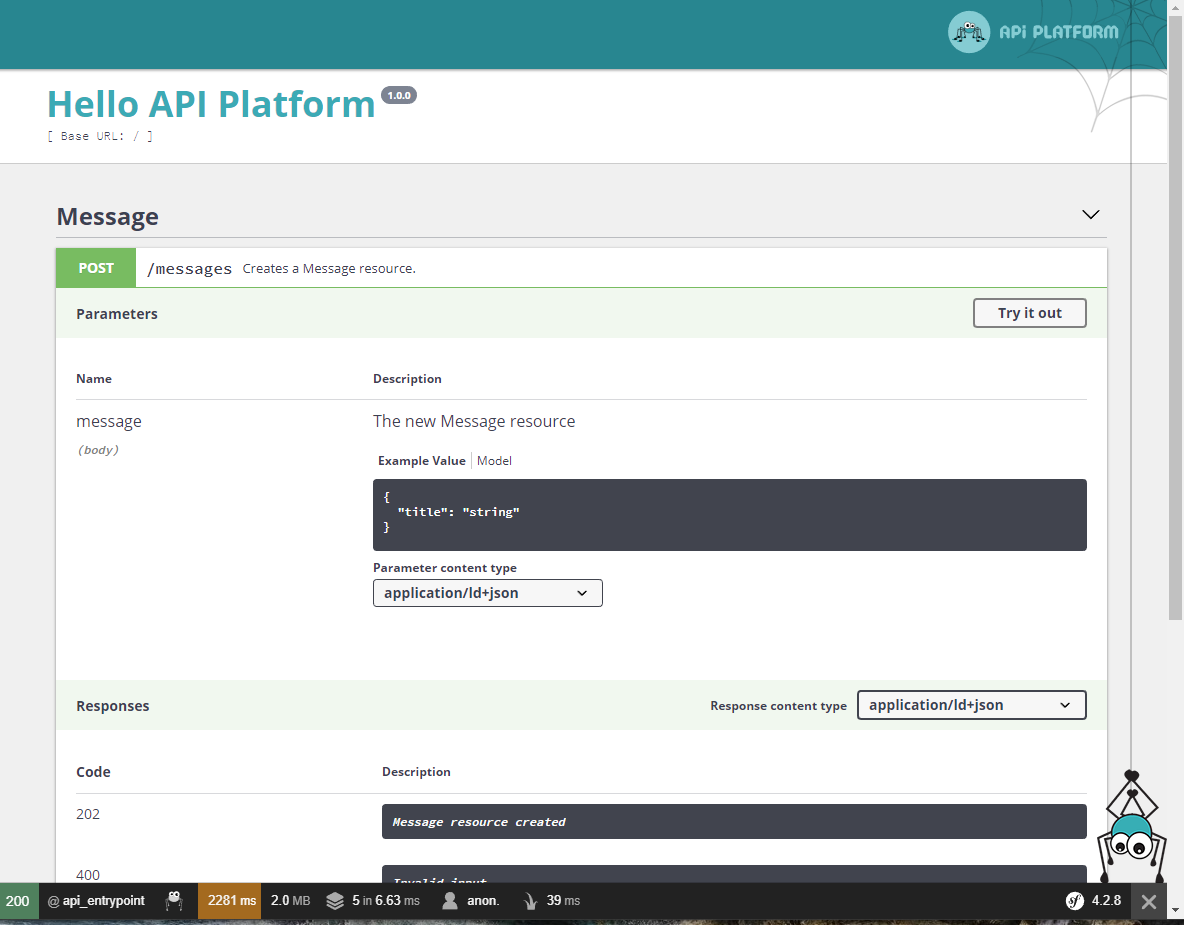 APi PLATFORM
Hello API Platform 1.0.0
[ Base URL: / ]
Message
POST /messages Creates a Message resource.
Parameters Try it out
Name Description
message The new Message resource
(body)
Example Value Model
{
"title": "string"
}
Parameter content type
application/ld+json
Responses Response content type application/ld+json
Code Description
202 Message resource created
400 Invalid input
200 @ api_entrypoint 2281 ms 2.0 MB 5 in 6.63 ms anon. 39 ms sf 4.2.8